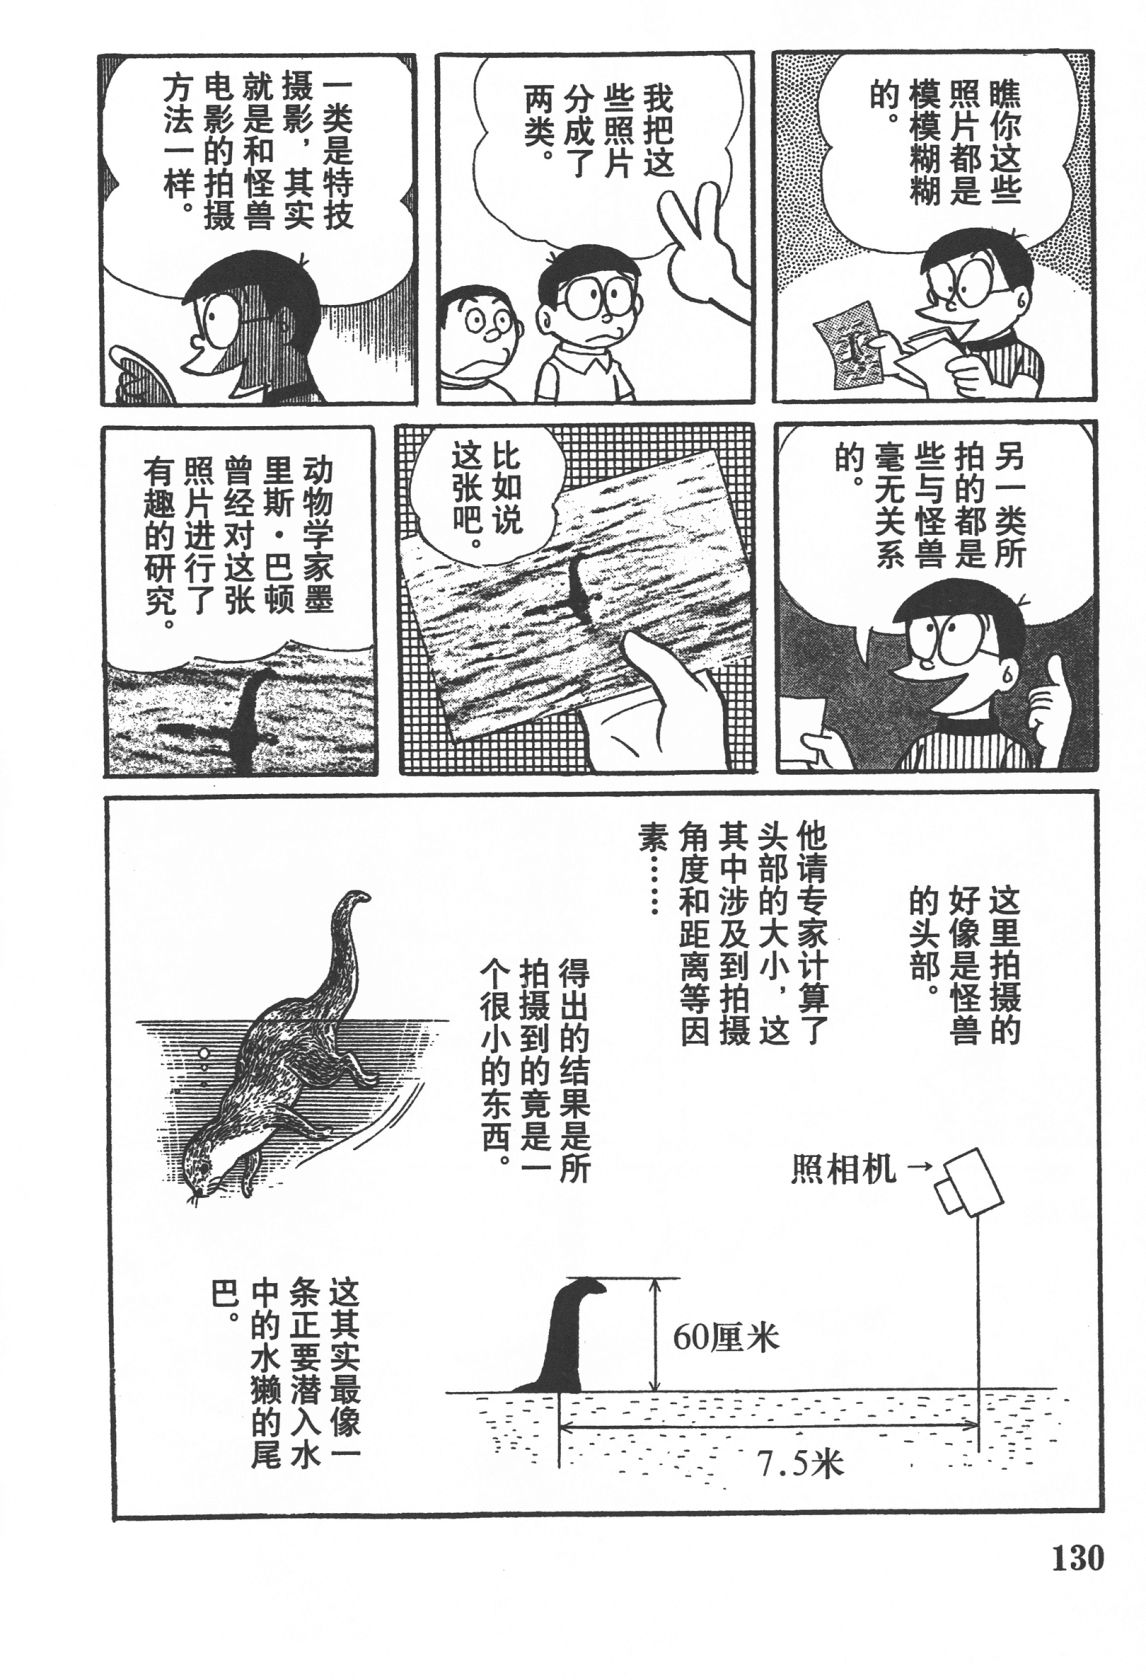 瞧你这些
照片都是
模模糊糊
的。
我把这
些照片
分成了
两类。
一类是特技
摄影，其实
就是和怪兽
电影的拍摄
方法一样。
另一类所
拍的都是
些与怪兽
毫无关系
的。
比如说
这张吧。
动物学家墨
里斯·巴顿
曾经对这张
照片进行了
有趣的研究。
这里拍摄的
好像是怪兽
的头部。
他请专家计算了
头部的大小，这
其中涉及到拍摄
角度和距离等因
素……
得出的结果是所
拍摄到的竟是一
个很小的东西。
照相机→
60厘米
7.5米
这其实最像一
条正要潜入水
中的水獭的尾
巴。
130